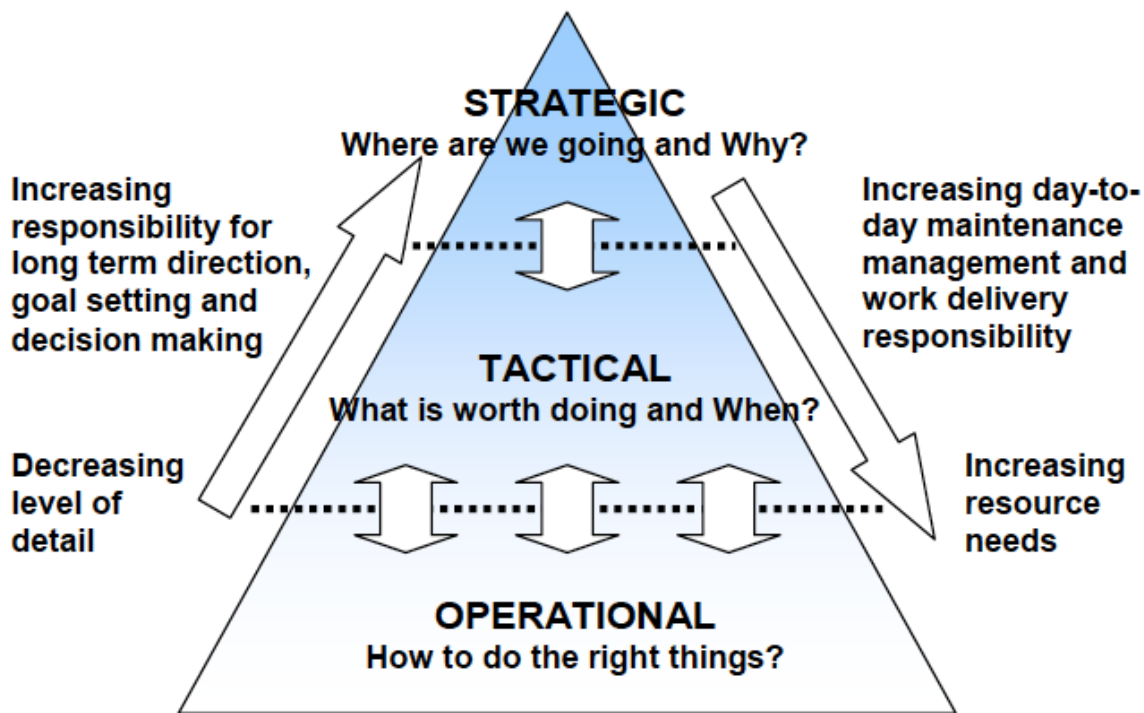 STRATEGIC
Where are we going and Why?
Increasing
responsibility for
long term direction,
goal setting and
decision making
Increasing day-to-
day maintenance
management and
work delivery
responsibility
TACTICAL
What is worth doing and When?
Decreasing
level of
detail
Increasing
resource
needs
OPERATIONAL
How to do the right things?